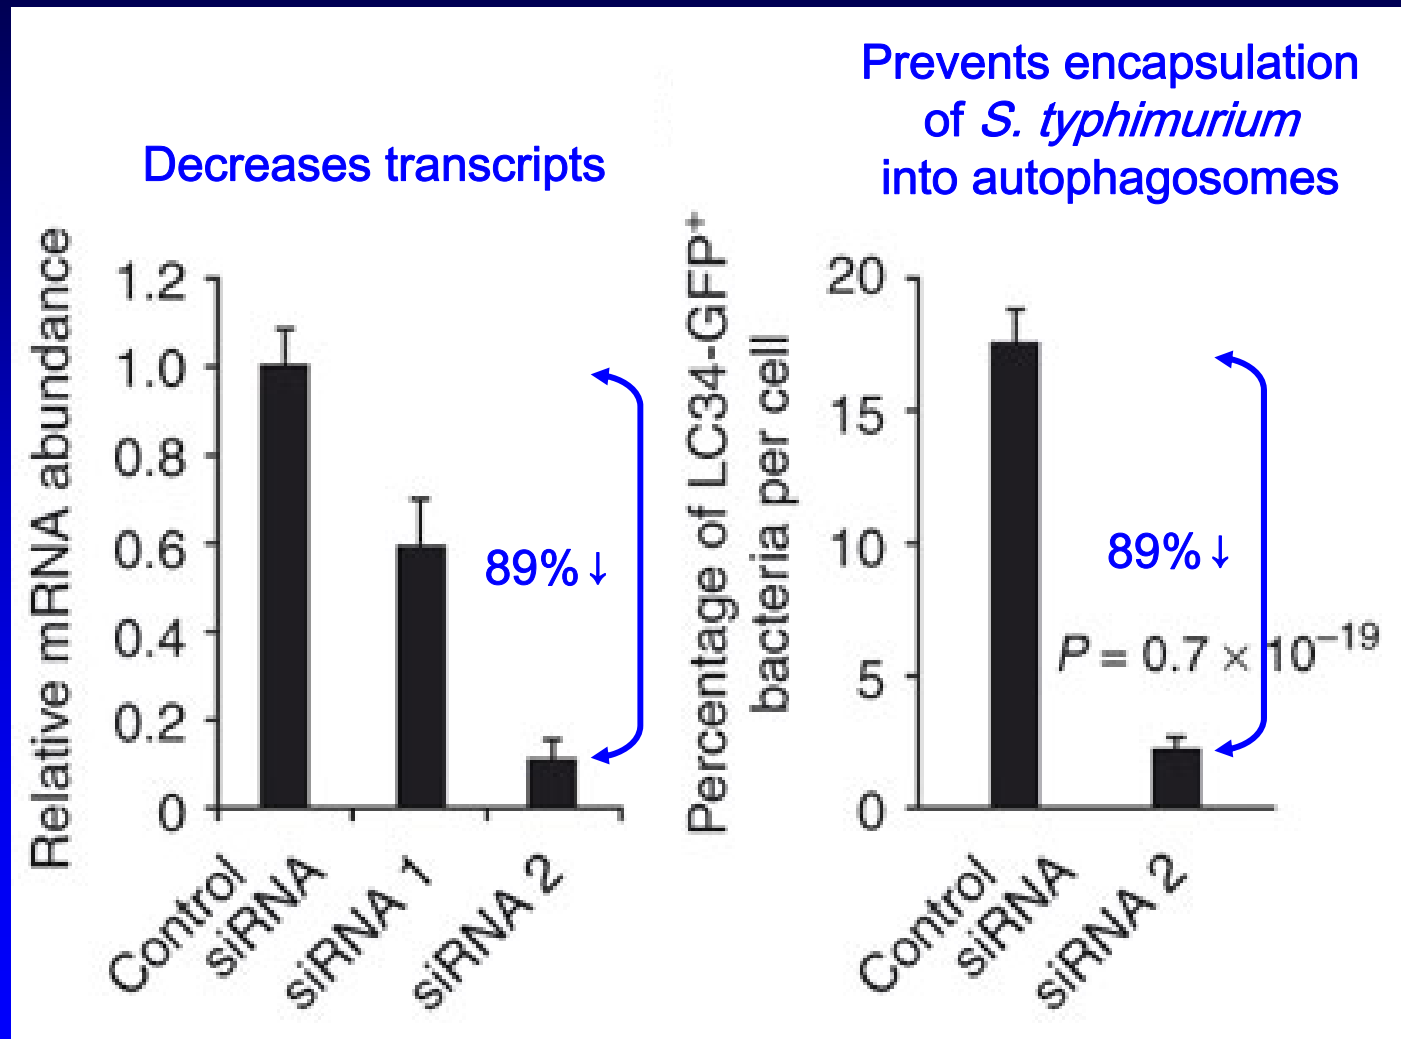 Decreases transcripts
Relative mRNA abundance
1.2
1.0
0.8
0.6
0.4
0.2
0
89%↓
Control
siRNA
siRNA 1
siRNA 2
Prevents encapsulation
of S. typhimurium
into autophagosomes
Percentage of LC34-GFP⁺
bacteria per cell
20
15
10
5
0
89%↓
P = 0.7 × 10⁻¹⁹
Control
siRNA
siRNA 2